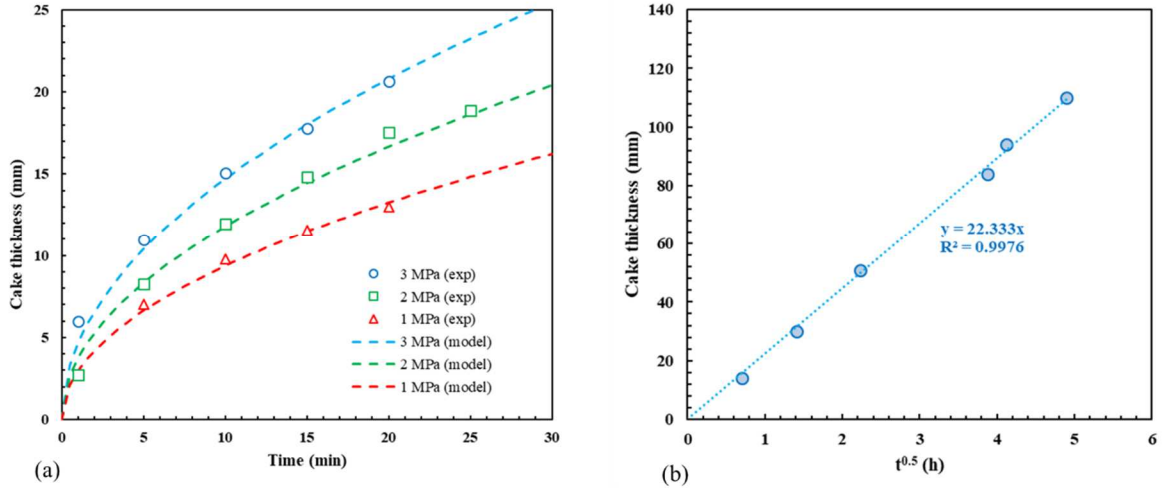 25
20
15
10
5
0
Cake thickness (mm)
3 MPa (exp)
2 MPa (exp)
1 MPa (exp)
3 MPa (model)
2 MPa (model)
1 MPa (model)
0 5 10 15 20 25 30
Time (min)
(a)
140
120
100
80
60
40
20
0
Cake thickness (mm)
y = 22.333x
R² = 0.9976
0 1 2 3 4 5 6
t⁰·⁵ (h)
(b)